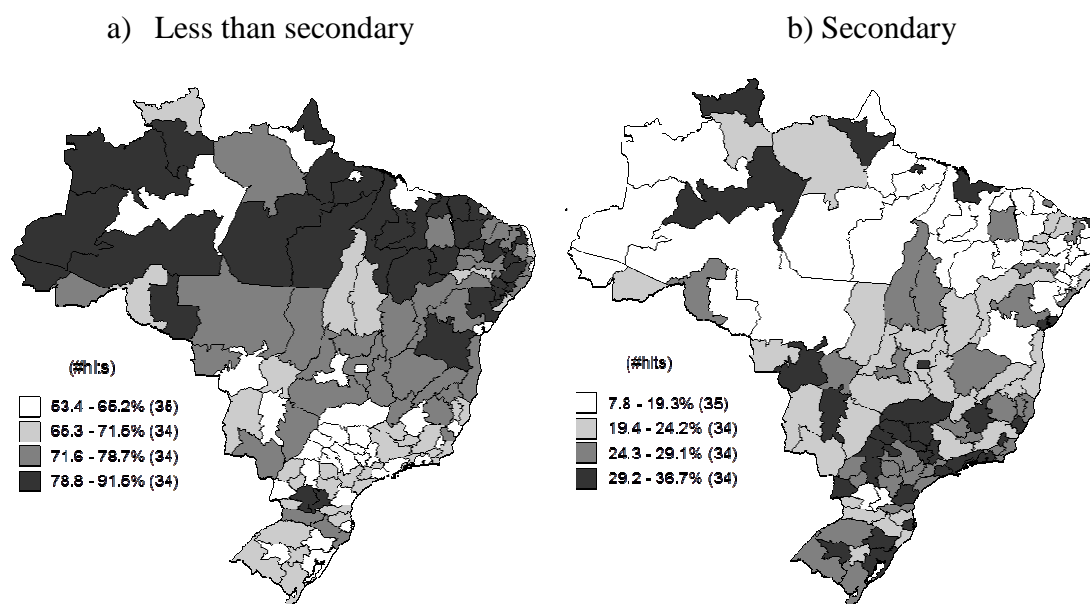 a) Less than secondary
b) Secondary
(#hits)
53.4 - 65.2% (35)
65.3 - 71.5% (34)
71.6 - 78.7% (34)
78.8 - 91.5% (34)
(#hits)
7.8 - 19.3% (35)
19.4 - 24.2% (34)
24.3 - 29.1% (34)
29.2 - 36.7% (34)